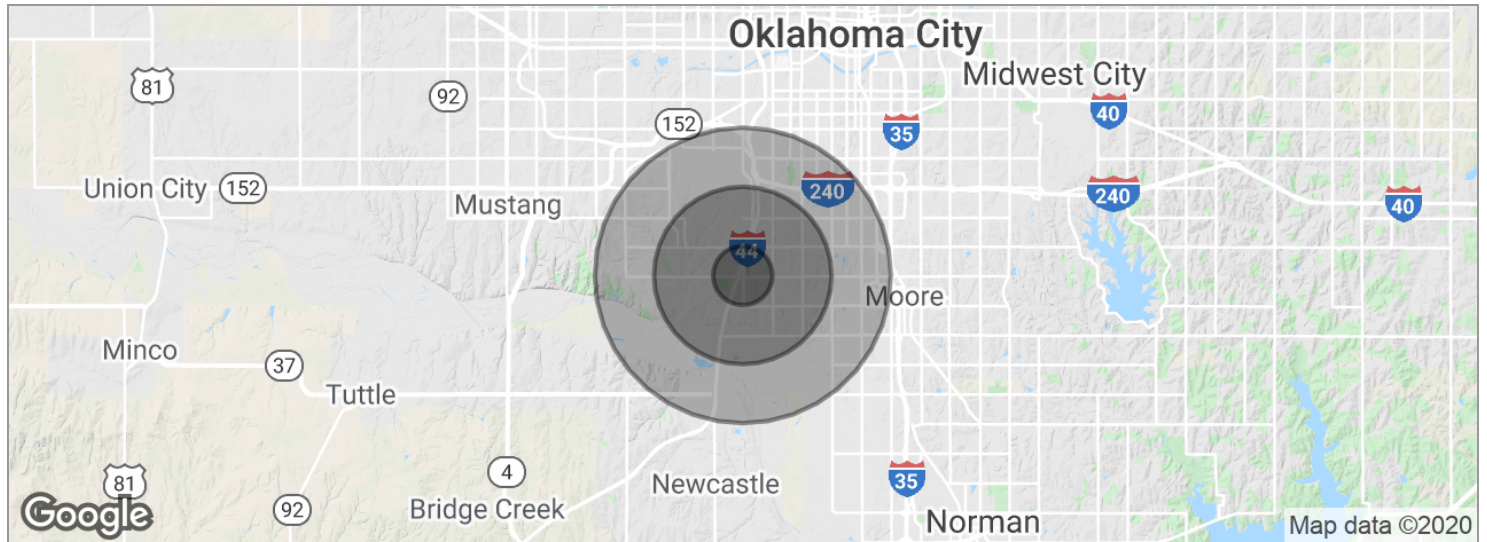 Oklahoma City
Midwest City
81
92
40
152
35
Union City
152
240
240
40
Mustang
44
Moore
Minco
37
Tuttle
81
4
35
Newcastle
92
Bridge Creek
Google
Norman
Map data ©2020